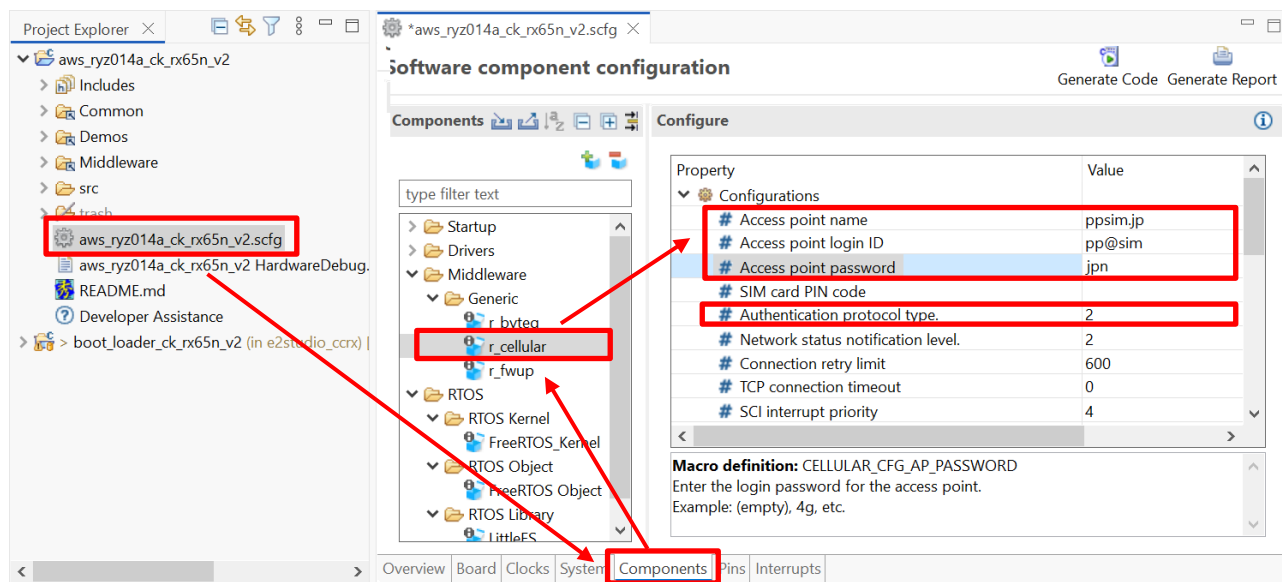 Project Explorer
aws_ryz014a_ck_rx65n_v2
Includes
Common
Demos
Middleware
src
trash
aws_ryz014a_ck_rx65n_v2.scfg
aws_ryz014a_ck_rx65n_v2 HardwareDebug.
README.md
Developer Assistance
> boot_loader_ck_rx65n_v2 (in e2studio_ccrx) |
*aws_ryz014a_ck_rx65n_v2.scfg
Software component configuration
Generate Code Generate Report
Components
type filter text
Startup
Drivers
Middleware
Generic
r_byteq
r_cellular
r_fwup
RTOS
RTOS Kernel
FreeRTOS_Kernel
RTOS Object
FreeRTOS Object
RTOS Library
LittleFS
Configure
Property Value
Configurations
# Access point name ppsim.jp
# Access point login ID pp@sim
# Access point password jpn
# SIM card PIN code
# Authentication protocol type. 2
# Network status notification level. 2
# Connection retry limit 600
# TCP connection timeout 0
# SCI interrupt priority 4
Macro definition: CELLULAR_CFG_AP_PASSWORD
Enter the login password for the access point.
Example: (empty), 4g, etc.
Overview Board Clocks System Components Pins Interrupts